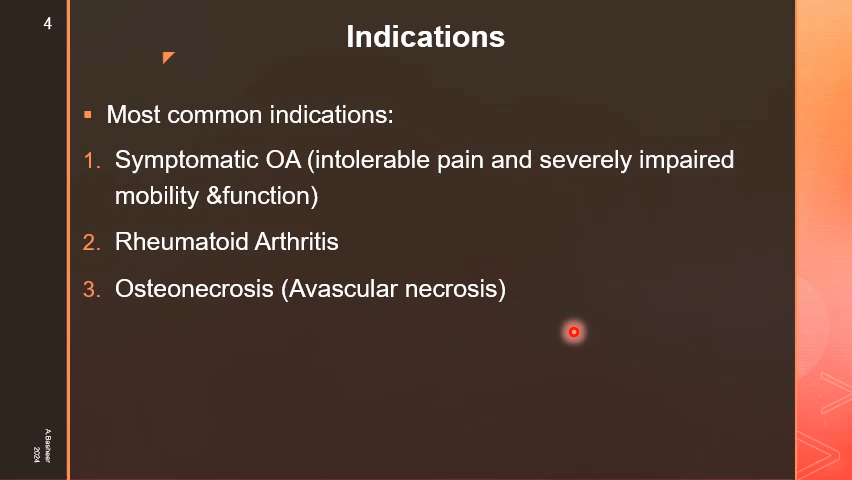 4
Indications
▪ Most common indications:
1. Symptomatic OA (intolerable pain and severely impaired
mobility &function)
2. Rheumatoid Arthritis
3. Osteonecrosis (Avascular necrosis)
A.Basheer
2024